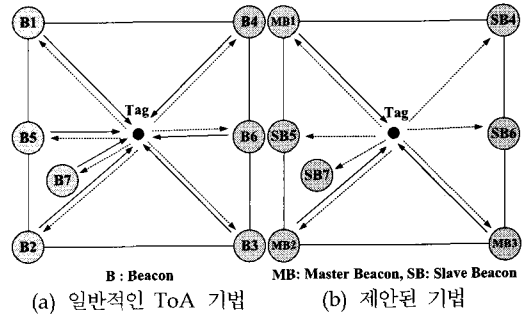 B1 B4 MB1 SB4
Tag Tag
B5 B6 SB5 SB6
B7 SB7
B2 B3 MB2 MB3
B : Beacon MB: Master Beacon, SB: Slave Beacon
(a) 일반적인 ToA 기법 (b) 제안된 기법